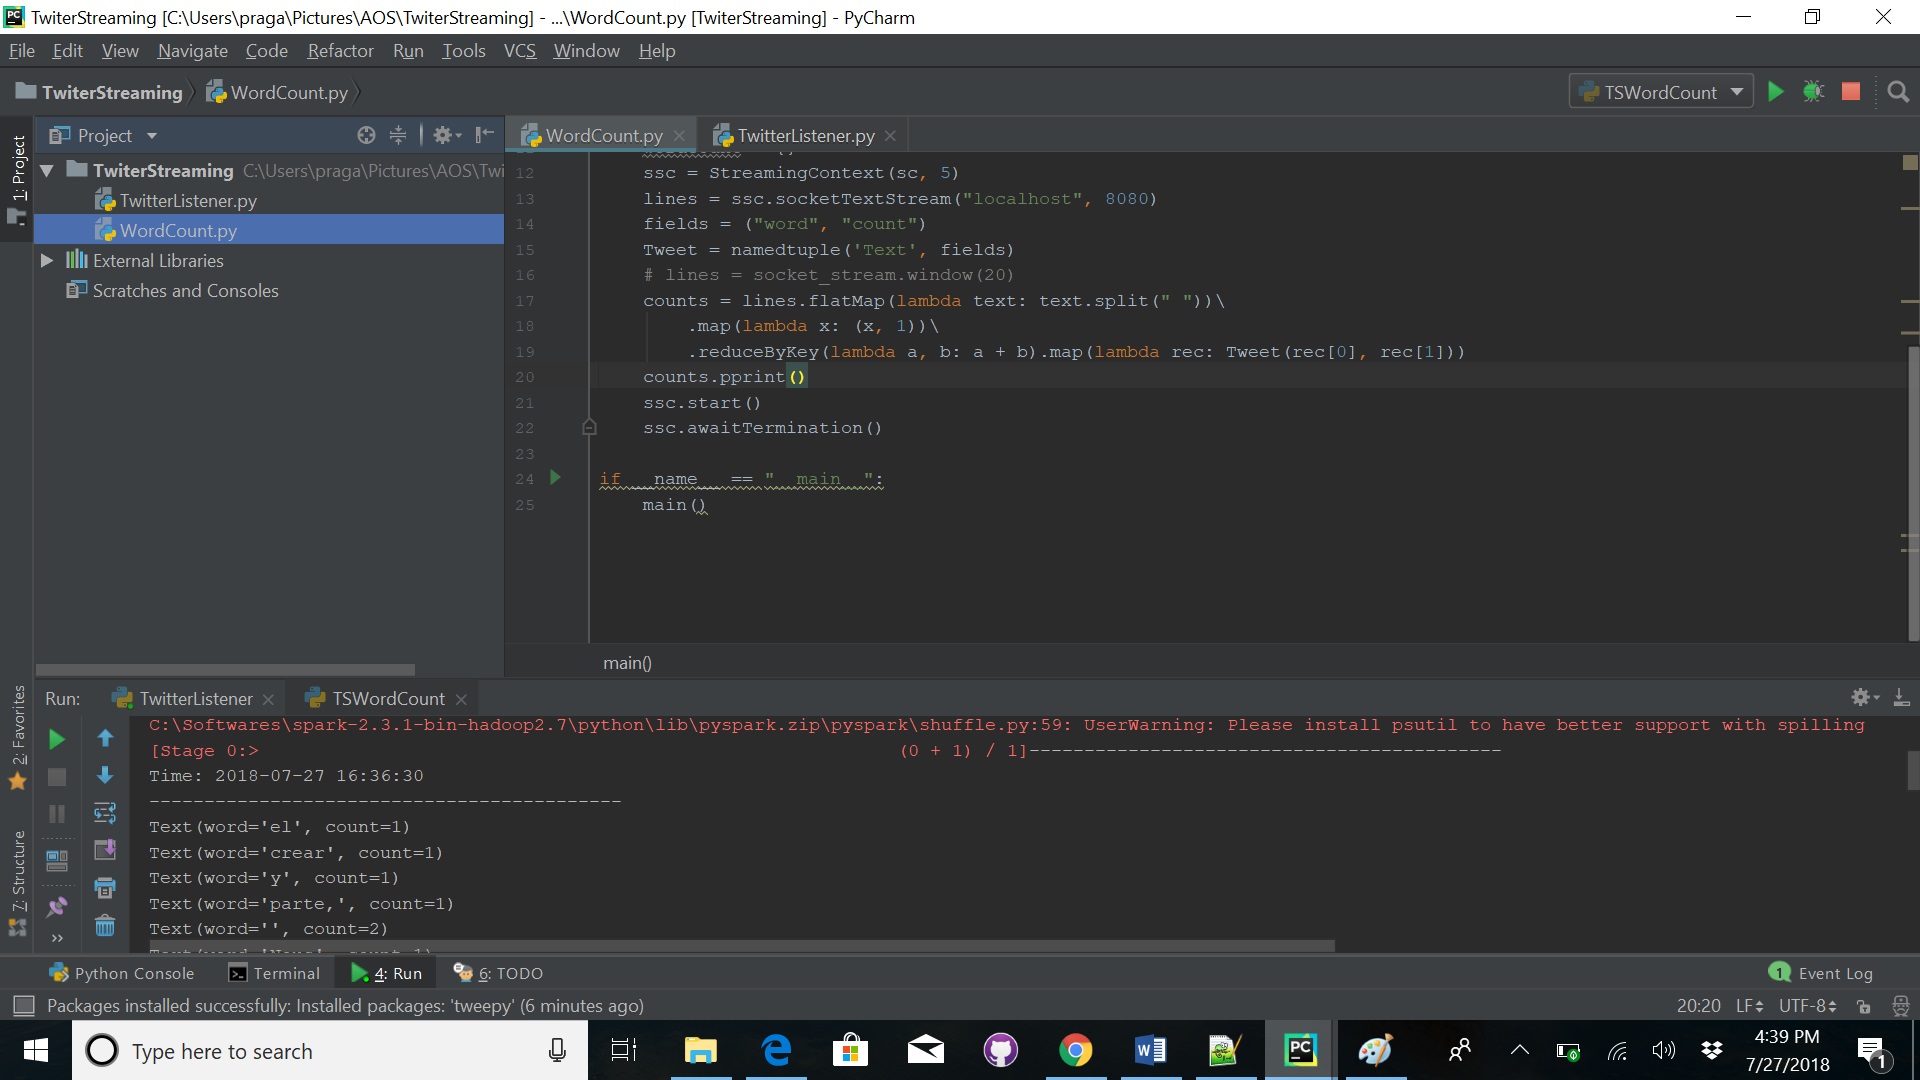 TwiterStreaming [C:\Users\praga\Pictures\AOS\TwiterStreaming] - ...\WordCount.py [TwiterStreaming] - PyCharm
File Edit View Navigate Code Refactor Run Tools VCS Window Help
TwiterStreaming WordCount.py TSWordCount
1: Project
Project WordCount.py TwitterListener.py
TwiterStreaming C:\Users\praga\Pictures\AOS\Twi
TwitterListener.py
WordCount.py
External Libraries
Scratches and Consoles
12 ssc = StreamingContext(sc, 5)
13 lines = ssc.socketTextStream("localhost", 8080)
14 fields = ("word", "count")
15 Tweet = namedtuple('Text', fields)
16 # lines = socket_stream.window(20)
17 counts = lines.flatMap(lambda text: text.split(" "))\
18 .map(lambda x: (x, 1))\
19 .reduceByKey(lambda a, b: a + b).map(lambda rec: Tweet(rec[0], rec[1]))
20 counts.pprint()
21 ssc.start()
22 ssc.awaitTermination()
23
24 if __name__ == "__main__":
25 main()
main()
2: Favorites
7: Structure
Run: TwitterListener TSWordCount
C:\Softwares\spark-2.3.1-bin-hadoop2.7\python\lib\pyspark.zip\pyspark\shuffle.py:59: UserWarning: Please install psutil to have better support with spilling
[Stage 0:> (0 + 1) / 1]-------------------------------------------
Time: 2018-07-27 16:36:30
-------------------------------------------
Text(word='el', count=1)
Text(word='crear', count=1)
Text(word='y', count=1)
Text(word='parte,', count=1)
Text(word='', count=2)
Python Console Terminal 4: Run 6: TODO 1 Event Log
Packages installed successfully: Installed packages: 'tweepy' (6 minutes ago) 20:20 LF UTF-8
Type here to search
4:39 PM
7/27/2018
1